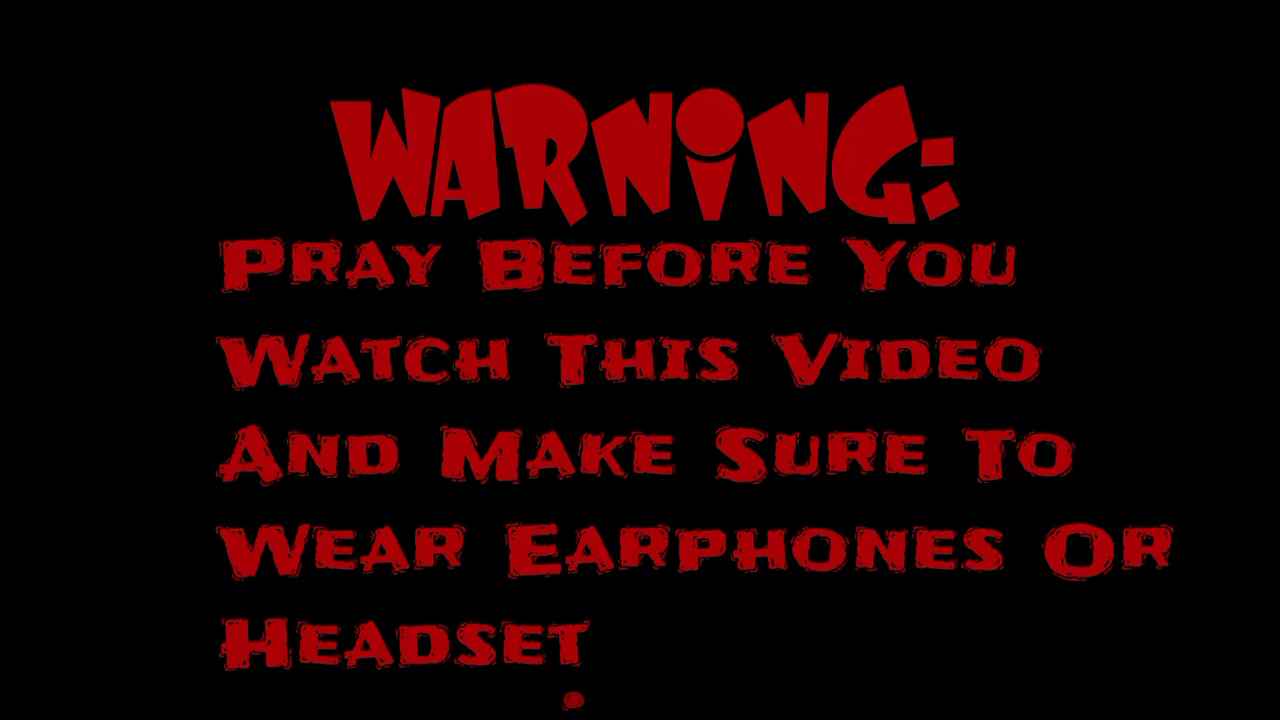 WARNiNG:
Pray Before You
Watch This Video
And Make Sure To
Wear Earphones Or
Headset
.